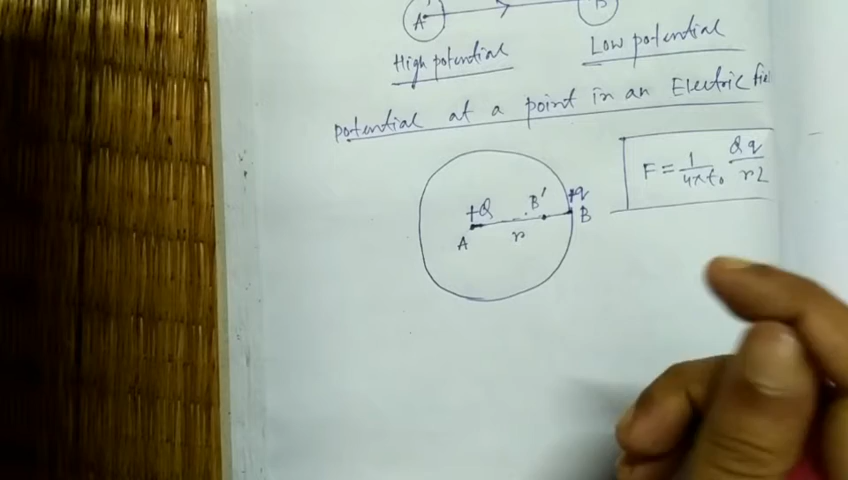 A B
High potential Low potential
potential at a point in an Electric
F = 1/4πϵ0 Qq/r2
+Q B' +q
A r B